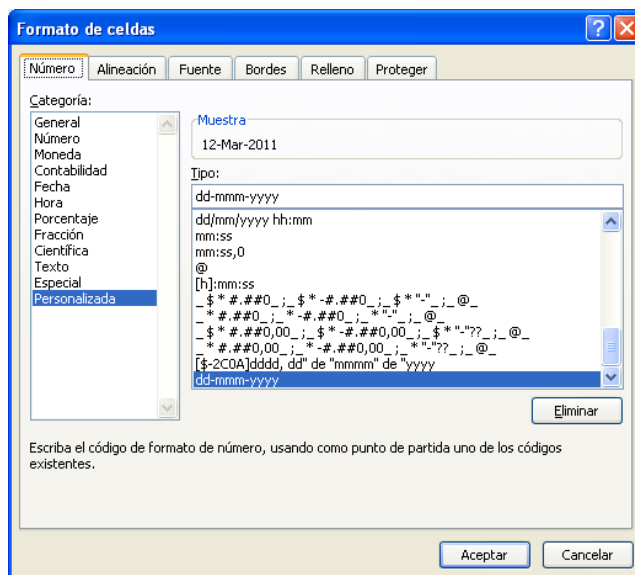 Formato de celdas
Número Alineación Fuente Bordes Relleno Proteger
Categoría:
General
Número
Moneda
Contabilidad
Fecha
Hora
Porcentaje
Fracción
Científica
Texto
Especial
Personalizada
Muestra
12-Mar-2011
Tipo:
dd-mmm-yyyy
dd/mm/yyyy hh:mm
mm:ss
mm:ss,0
@
[h]:mm:ss
_ $ * #.##0_ ;_ $ * -#.##0_ ;_ $ * "-"_ ;_ @_
_ * #.##0_ ;_ * -#.##0_ ;_ * "-"_ ;_ @_
_ $ * #.##0,00_ ;_ $ * -#.##0,00_ ;_ $ * "-"??_ ;_ @_
_ * #.##0,00_ ;_ * -#.##0,00_ ;_ * "-"??_ ;_ @_
[$-2C0A]dddd, dd" de "mmmm" de "yyyy
dd-mmm-yyyy
Eliminar
Escriba el código de formato de número, usando como punto de partida uno de los códigos
existentes.
Aceptar Cancelar